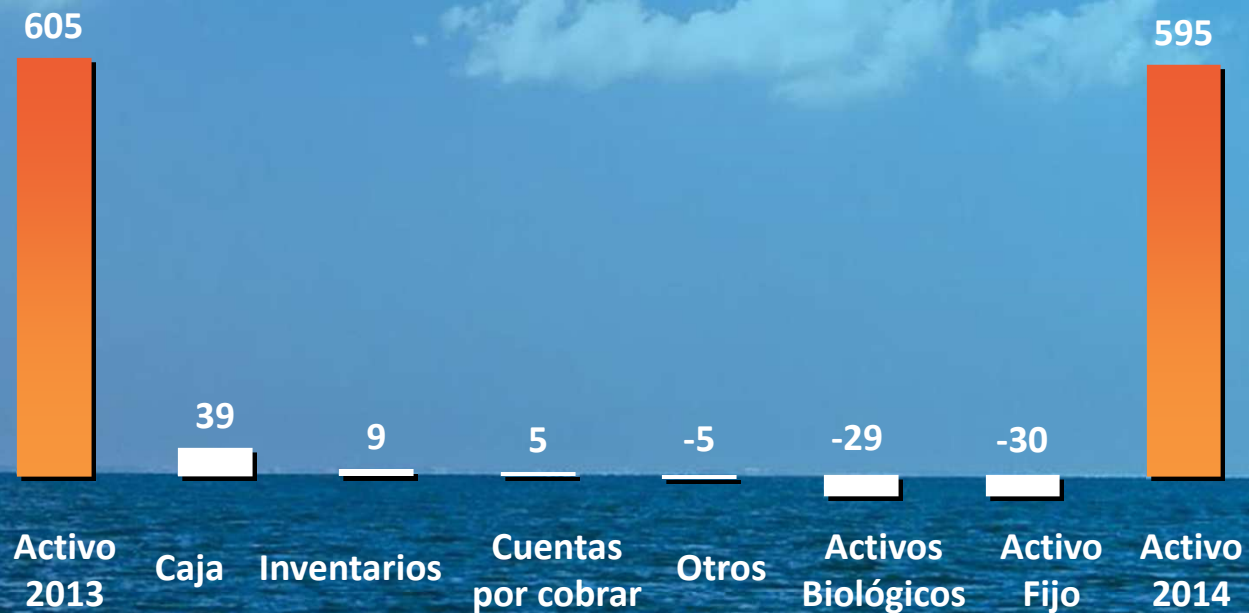 605
595
39
9
5
-5
-29
-30
Activo
2013
Caja
Inventarios
Cuentas
por cobrar
Otros
Activos
Biológicos
Activo
Fijo
Activo
2014